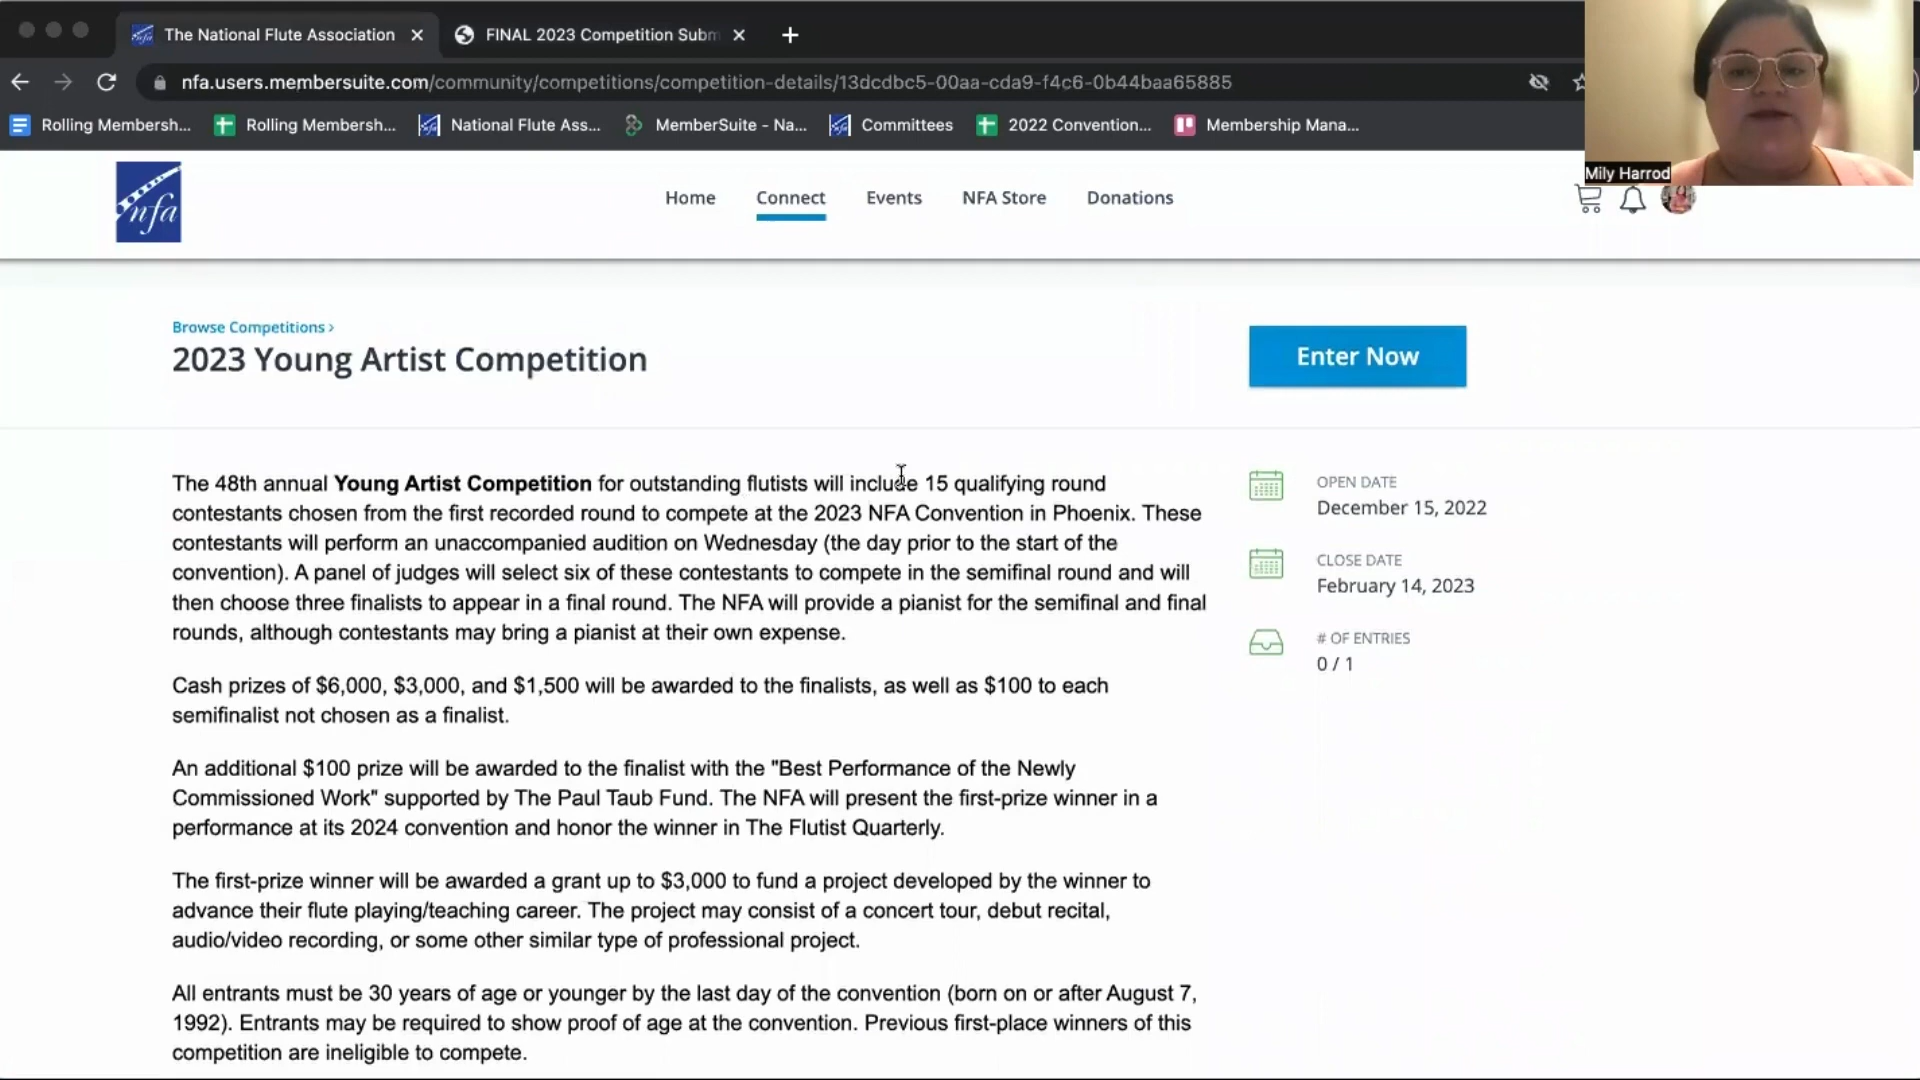 The National Flute Association
FINAL 2023 Competition Subm
nfa.users.membersuite.com/community/competitions/competition-details/13dcdbc5-00aa-cda9-f4c6-0b44baa65885
Rolling Membersh...
Rolling Membersh...
National Flute Ass...
MemberSuite - Na...
Committees
2022 Convention...
Membership Mana...
Mily Harrod
nfa
Home
Connect
Events
NFA Store
Donations
Browse Competitions ›
2023 Young Artist Competition
Enter Now
The 48th annual Young Artist Competition for outstanding flutists will include 15 qualifying round
contestants chosen from the first recorded round to compete at the 2023 NFA Convention in Phoenix. These
contestants will perform an unaccompanied audition on Wednesday (the day prior to the start of the
convention). A panel of judges will select six of these contestants to compete in the semifinal round and will
then choose three finalists to appear in a final round. The NFA will provide a pianist for the semifinal and final
rounds, although contestants may bring a pianist at their own expense.
Cash prizes of $6,000, $3,000, and $1,500 will be awarded to the finalists, as well as $100 to each
semifinalist not chosen as a finalist.
An additional $100 prize will be awarded to the finalist with the "Best Performance of the Newly
Commissioned Work" supported by The Paul Taub Fund. The NFA will present the first-prize winner in a
performance at its 2024 convention and honor the winner in The Flutist Quarterly.
The first-prize winner will be awarded a grant up to $3,000 to fund a project developed by the winner to
advance their flute playing/teaching career. The project may consist of a concert tour, debut recital,
audio/video recording, or some other similar type of professional project.
All entrants must be 30 years of age or younger by the last day of the convention (born on or after August 7,
1992). Entrants may be required to show proof of age at the convention. Previous first-place winners of this
competition are ineligible to compete.
OPEN DATE
December 15, 2022
CLOSE DATE
February 14, 2023
# OF ENTRIES
0 / 1